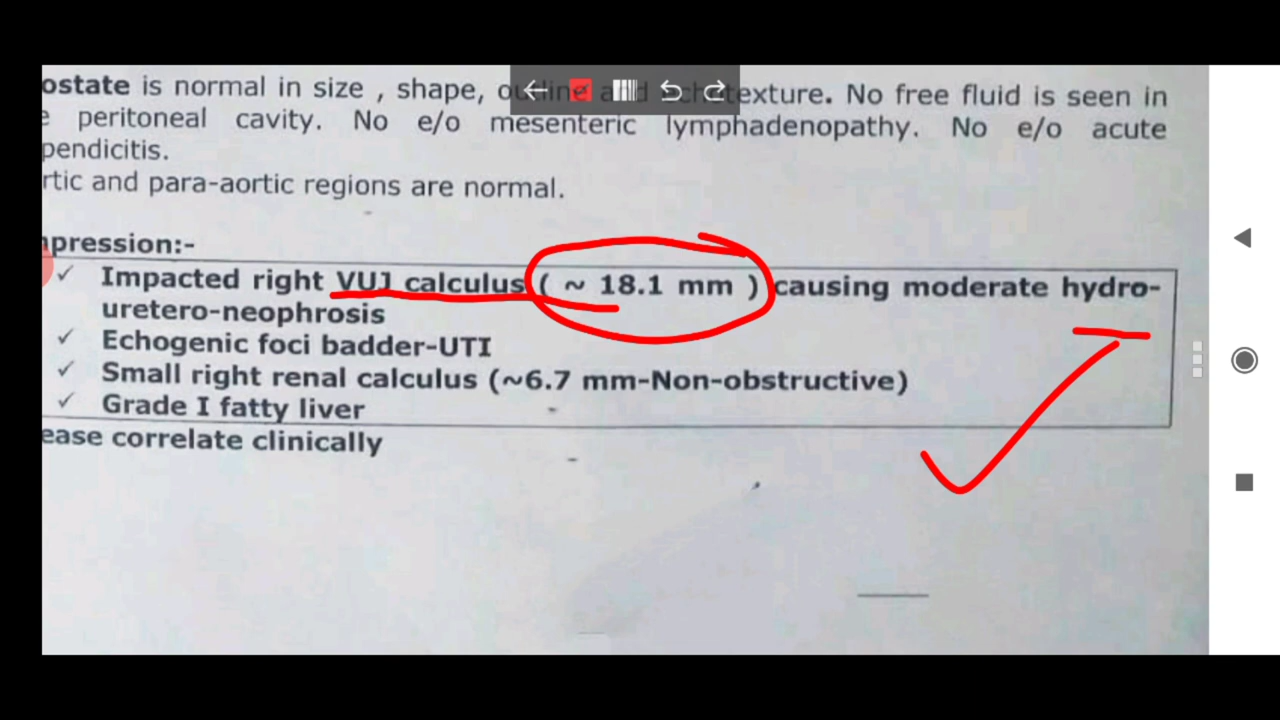 ostate is normal in size , shape, outline and echotexture. No free fluid is seen in
e peritoneal cavity. No e/o mesenteric lymphadenopathy. No e/o acute
pendicitis.
rtic and para-aortic regions are normal.
pression:-
✓ Impacted right VUJ calculus ( ~ 18.1 mm ) causing moderate hydro-
uretero-neophrosis
✓ Echogenic foci badder-UTI
✓ Small right renal calculus (~6.7 mm-Non-obstructive)
✓ Grade I fatty liver
ease correlate clinically